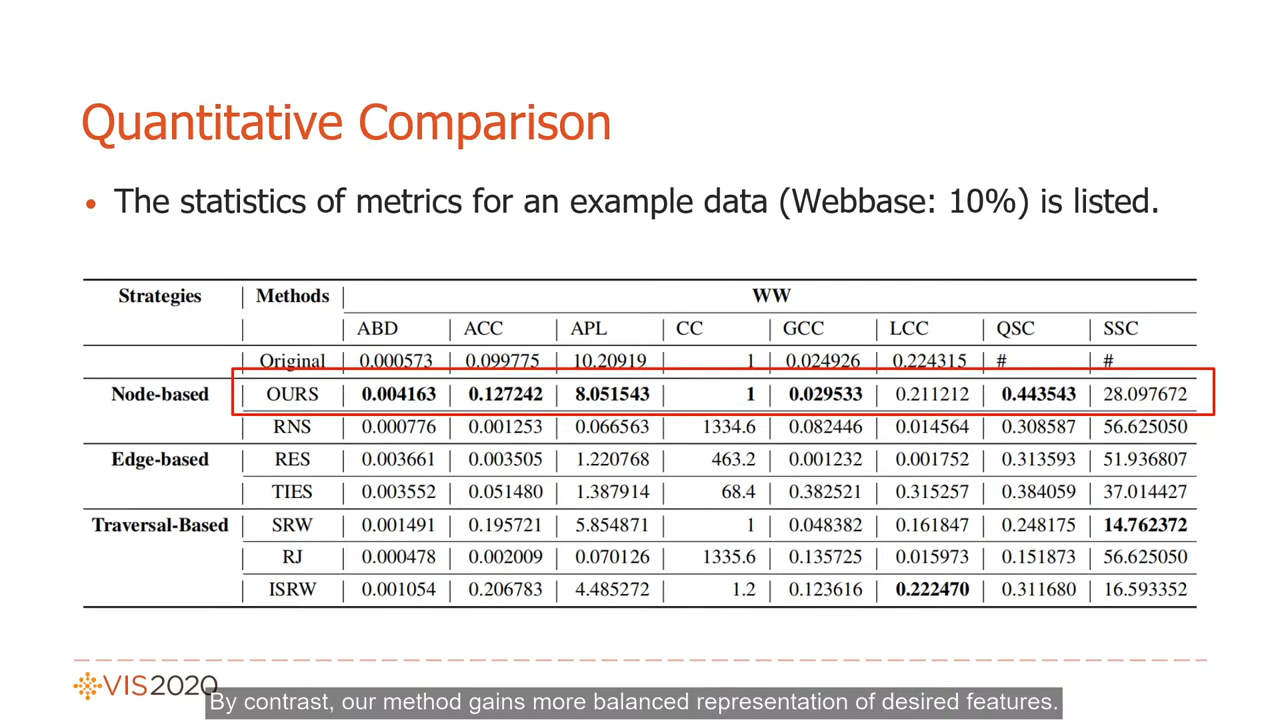 Quantitative Comparison
• The statistics of metrics for an example data (Webbase: 10%) is listed.
Strategies | Methods | WW
| | ABD | ACC | APL | CC | GCC | LCC | QSC | SSC
| Original | 0.000573 | 0.099775 | 10.20919 | 1 | 0.024926 | 0.224315 | # | #
Node-based | OURS | 0.004163 | 0.127242 | 8.051543 | 1 | 0.029533 | 0.211212 | 0.443543 | 28.097672
| RNS | 0.000776 | 0.001253 | 0.066563 | 1334.6 | 0.082446 | 0.014564 | 0.308587 | 56.625050
Edge-based | RES | 0.003661 | 0.003505 | 1.220768 | 463.2 | 0.001232 | 0.001752 | 0.313593 | 51.936807
| TIES | 0.003552 | 0.051480 | 1.387914 | 68.4 | 0.382521 | 0.315257 | 0.384059 | 37.014427
Traversal-Based | SRW | 0.001491 | 0.195721 | 5.854871 | 1 | 0.048382 | 0.161847 | 0.248175 | 14.762372
| RJ | 0.000478 | 0.002009 | 0.070126 | 1335.6 | 0.135725 | 0.015973 | 0.151873 | 56.625050
| ISRW | 0.001054 | 0.206783 | 4.485272 | 1.2 | 0.123616 | 0.222470 | 0.311680 | 16.593352
VIS2020
By contrast, our method gains more balanced representation of desired features.